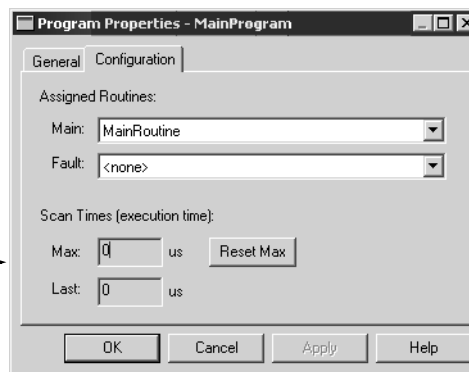 Program Properties - MainProgram
General Configuration
Assigned Routines:
Main: MainRoutine
Fault: <none>
Scan Times (execution time):
Max: 0 us Reset Max
Last: 0 us
OK Cancel Apply Help